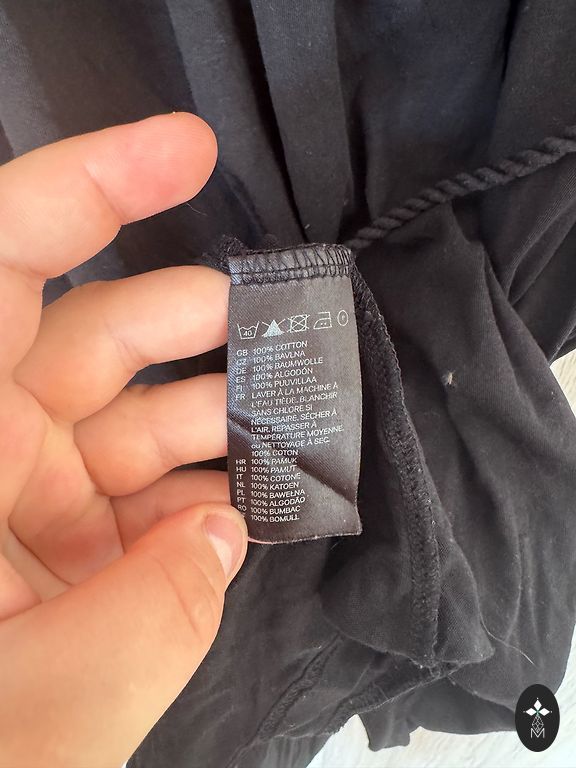 40
GB 100% COTTON
CZ 100% BAVLNA
DE 100% BAUMWOLLE
ES 100% ALGODÓN
FI 100% PUUVILLAA
FR LAVER À LA MACHINE À
L'EAU TIÈDE. BLANCHIR
SANS CHLORE SI
NÉCESSAIRE. SÉCHER À
L'AIR. REPASSER À
TEMPÉRATURE MOYENNE.
ou NETTOYAGE À SEC.
100% COTON
HR 100% PAMUK
HU 100% PAMUT
IT 100% COTONE
NL 100% KATOEN
PL 100% BAWEŁNA
PT 100% ALGODÃO
RO 100% BUMBAC
100% BOMULL